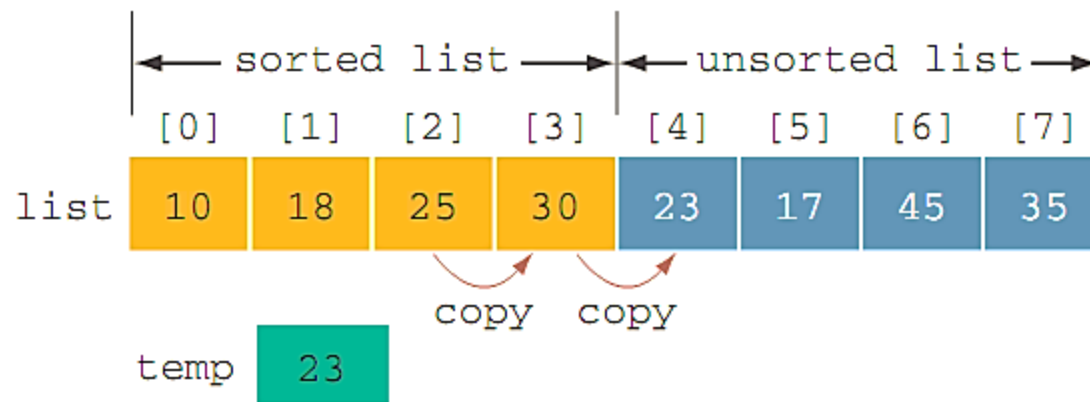 sorted list unsorted list
[0] [1] [2] [3] [4] [5] [6] [7]
list 10 18 25 30 23 17 45 35
copy copy
temp 23